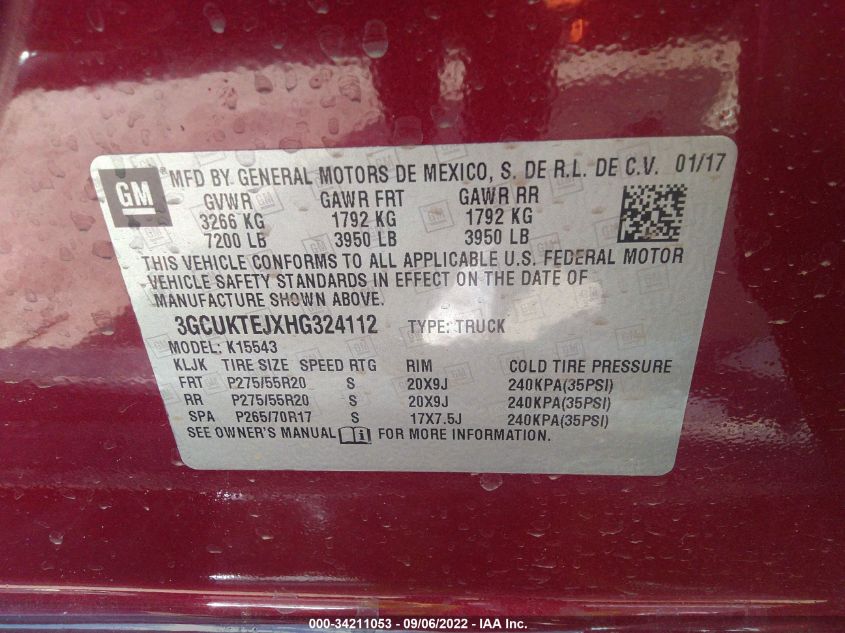 GM ® MFD BY GENERAL MOTORS DE MEXICO, S. DE R.L. DE C.V. 01/17
GVWR GAWR FRT GAWR RR
3266 KG 1792 KG 1792 KG
7200 LB 3950 LB 3950 LB
THIS VEHICLE CONFORMS TO ALL APPLICABLE U.S. FEDERAL MOTOR
VEHICLE SAFETY STANDARDS IN EFFECT ON THE DATE OF
MANUFACTURE SHOWN ABOVE.
3GCUKTEJXHG324112 TYPE: TRUCK
MODEL: K15543
KLJK TIRE SIZE SPEED RTG RIM COLD TIRE PRESSURE
FRT P275/55R20 S 20X9J 240KPA(35PSI)
RR P275/55R20 S 20X9J 240KPA(35PSI)
SPA P265/70R17 S 17X7.5J 240KPA(35PSI)
SEE OWNER'S MANUAL FOR MORE INFORMATION.
000-34211053 - 09/06/2022 - IAA Inc.